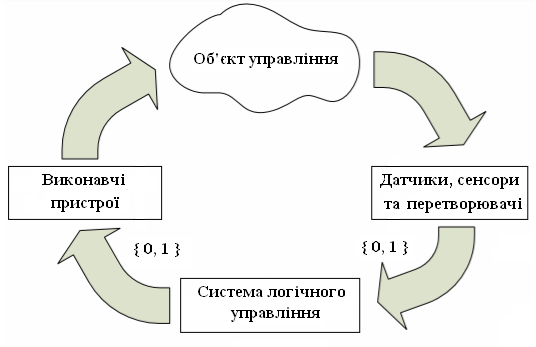 Об'єкт управління
Виконавчі
пристрої
Датчики, сенсори
та перетворювачі
{ 0, 1 }
{ 0, 1 }
Система логічного
управління